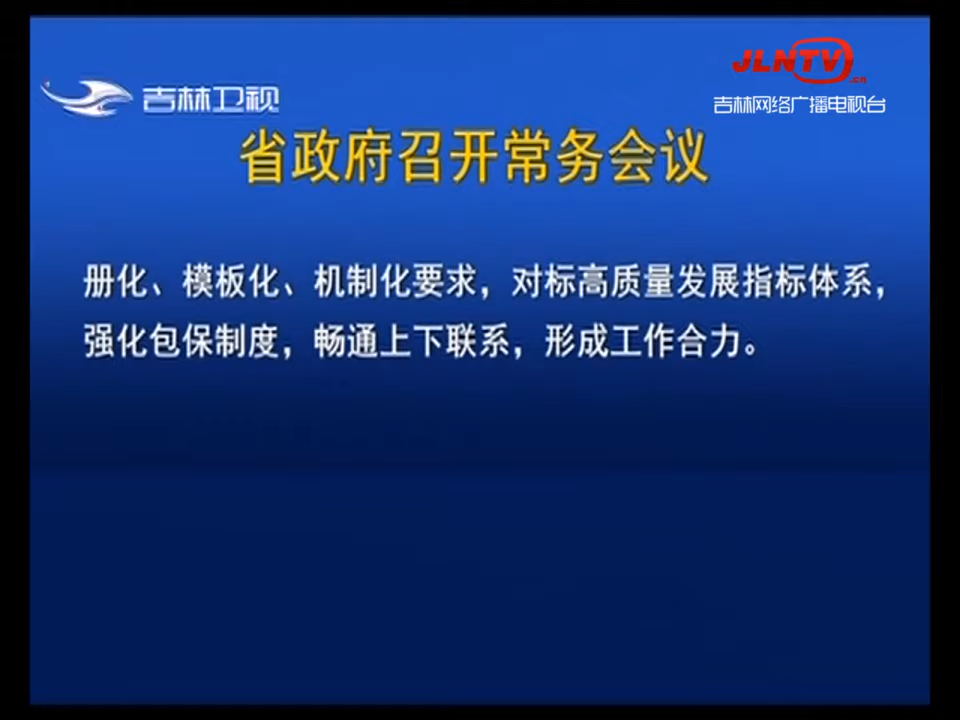 JLNTV.cn
吉林卫视
吉林网络广播电视台
省政府召开常务会议
册化、模板化、机制化要求，对标高质量发展指标体系，
强化包保制度，畅通上下联系，形成工作合力。